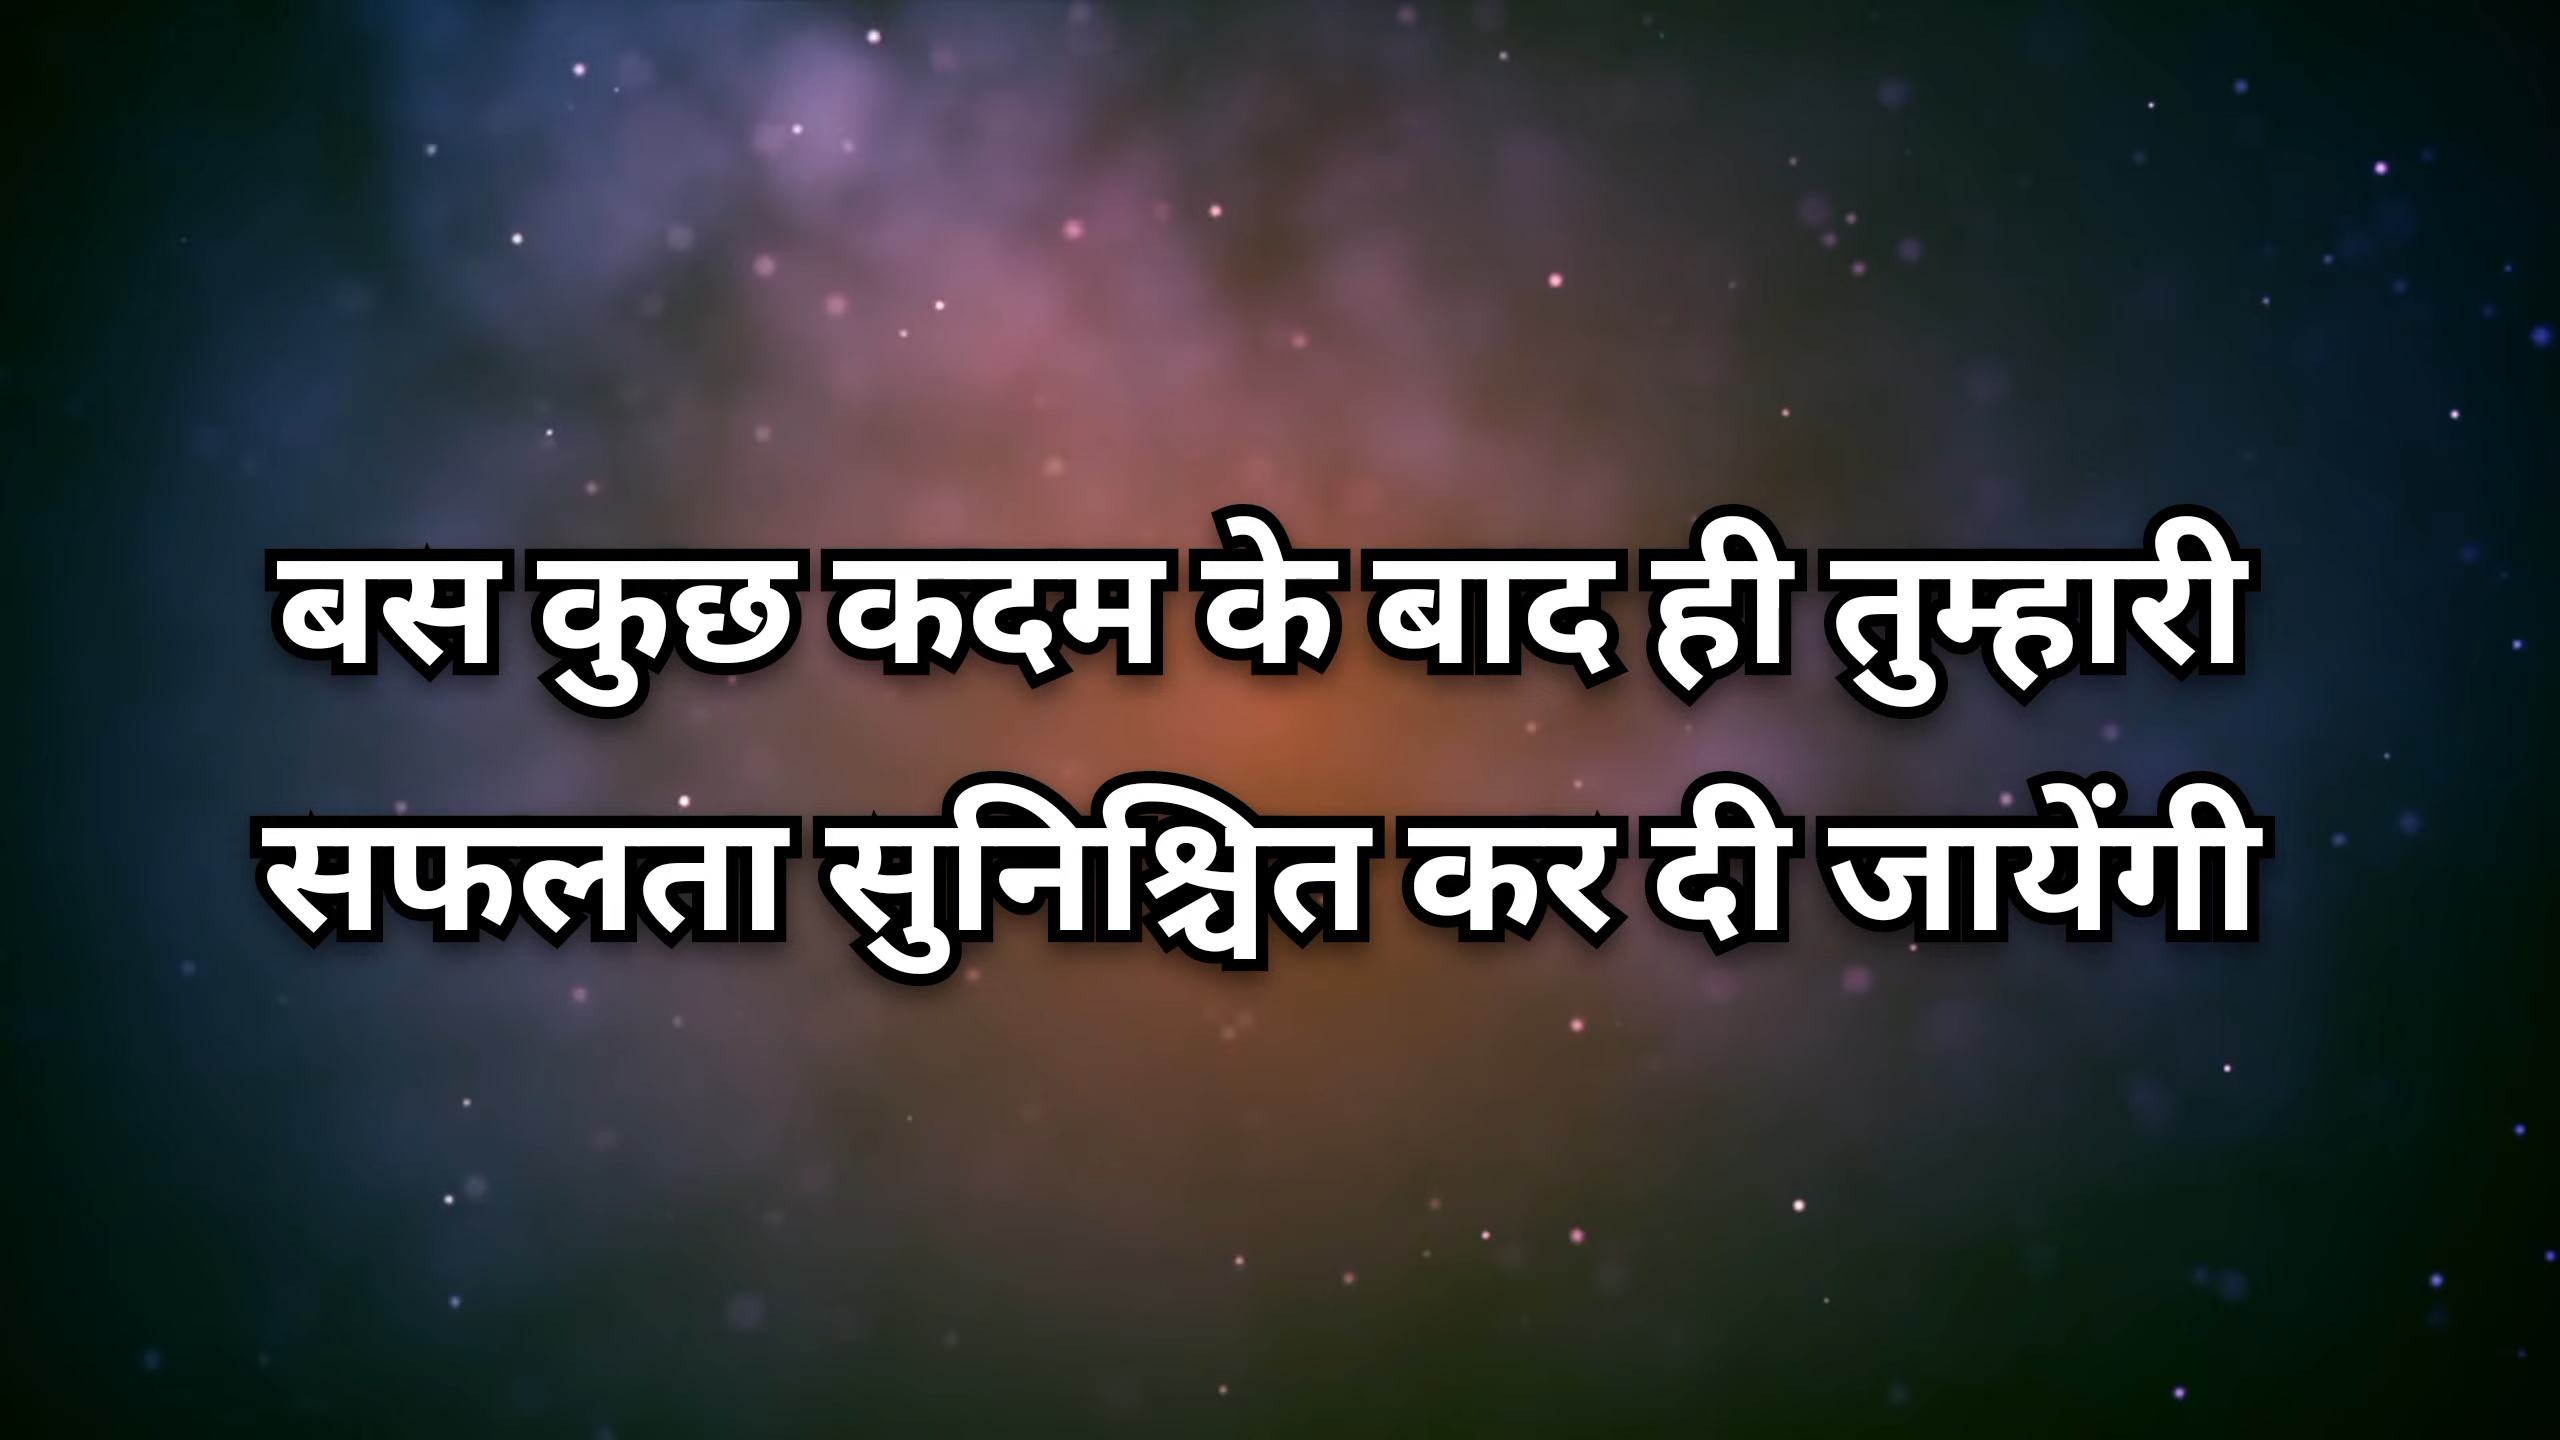 बस कुछ कदम के बाद ही तुम्हारी
सफलता सुनिश्चित कर दी जायेंगी